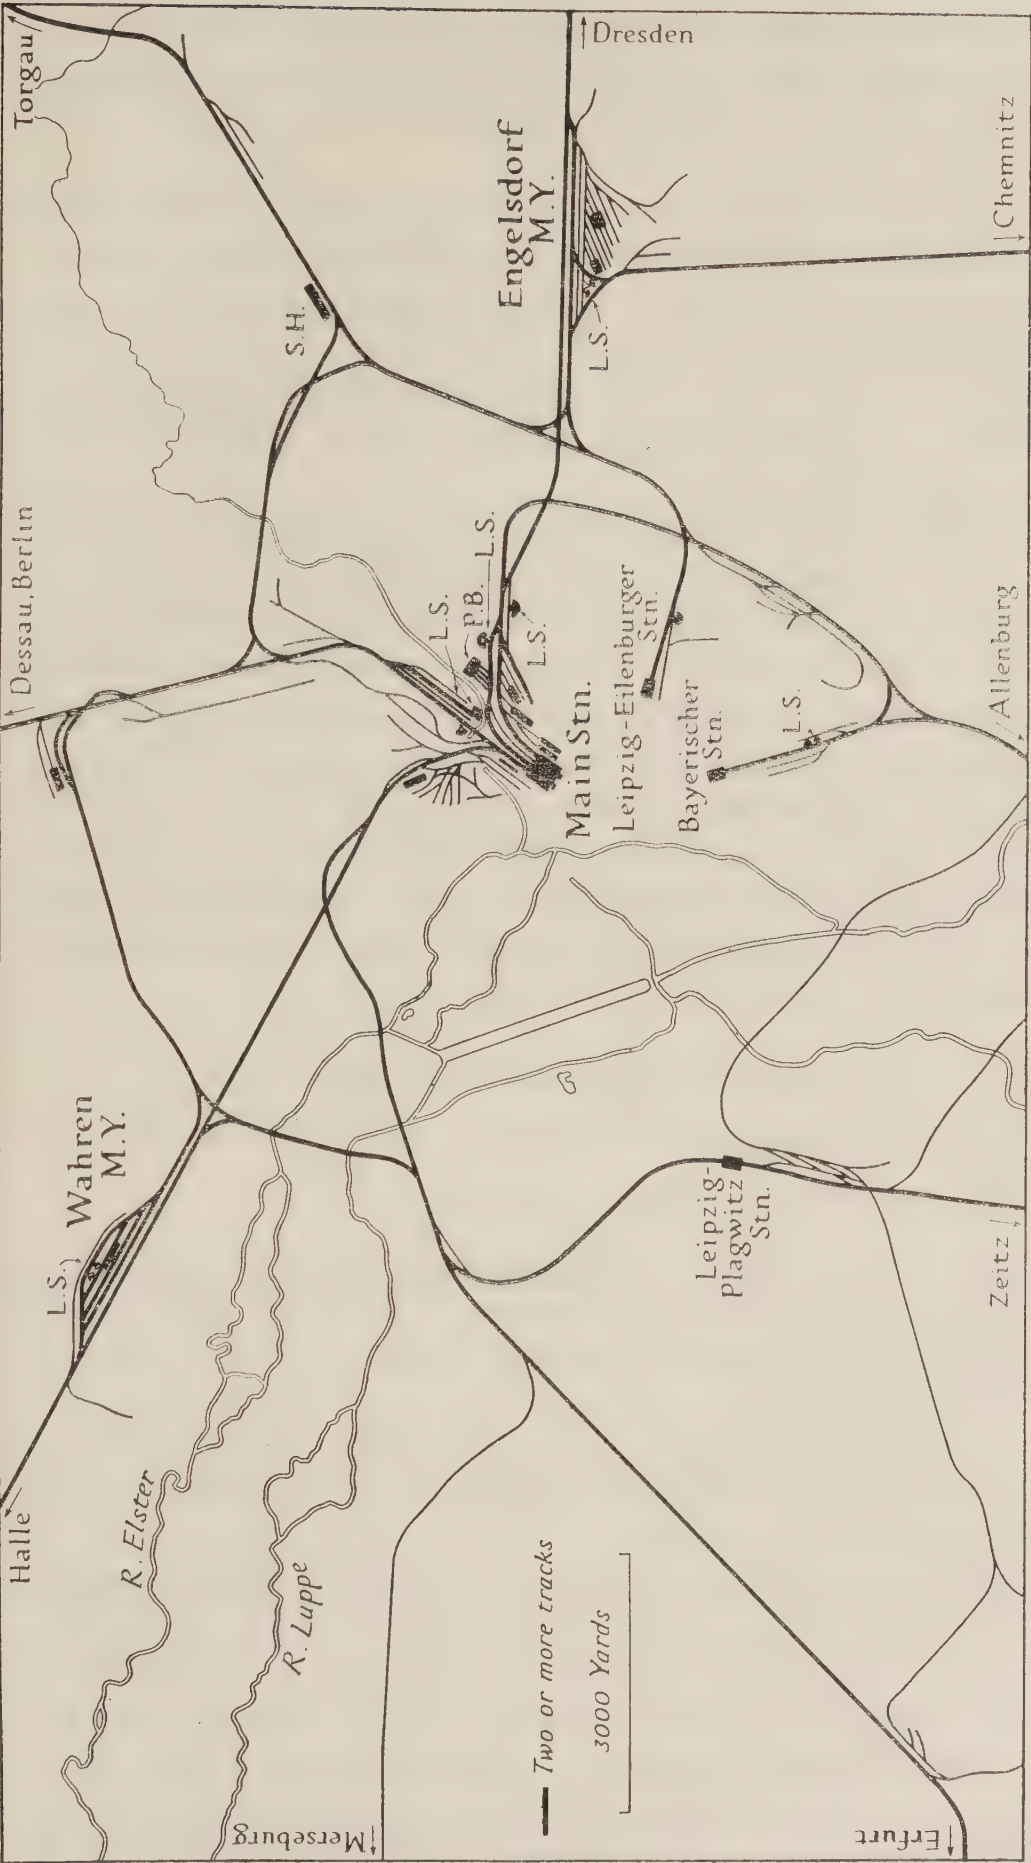 Halle
Dessau, Berlin
Torgau
L.S.
Wahren
M.Y.
R. Elster
S.H.
R. Luppe
Merseburg
L.S.
P.B.
L.S.
L.S.
Engelsdorf
M.Y.
Dresden
L.S.
Main Stn.
Leipzig-Eilenburger
Stn.
Bayerischer
Stn.
L.S.
Leipzig-
Plagwitz
Stn.
Two or more tracks
3000 Yards
Erfurt
Zeitz
Allenburg
Chemnitz